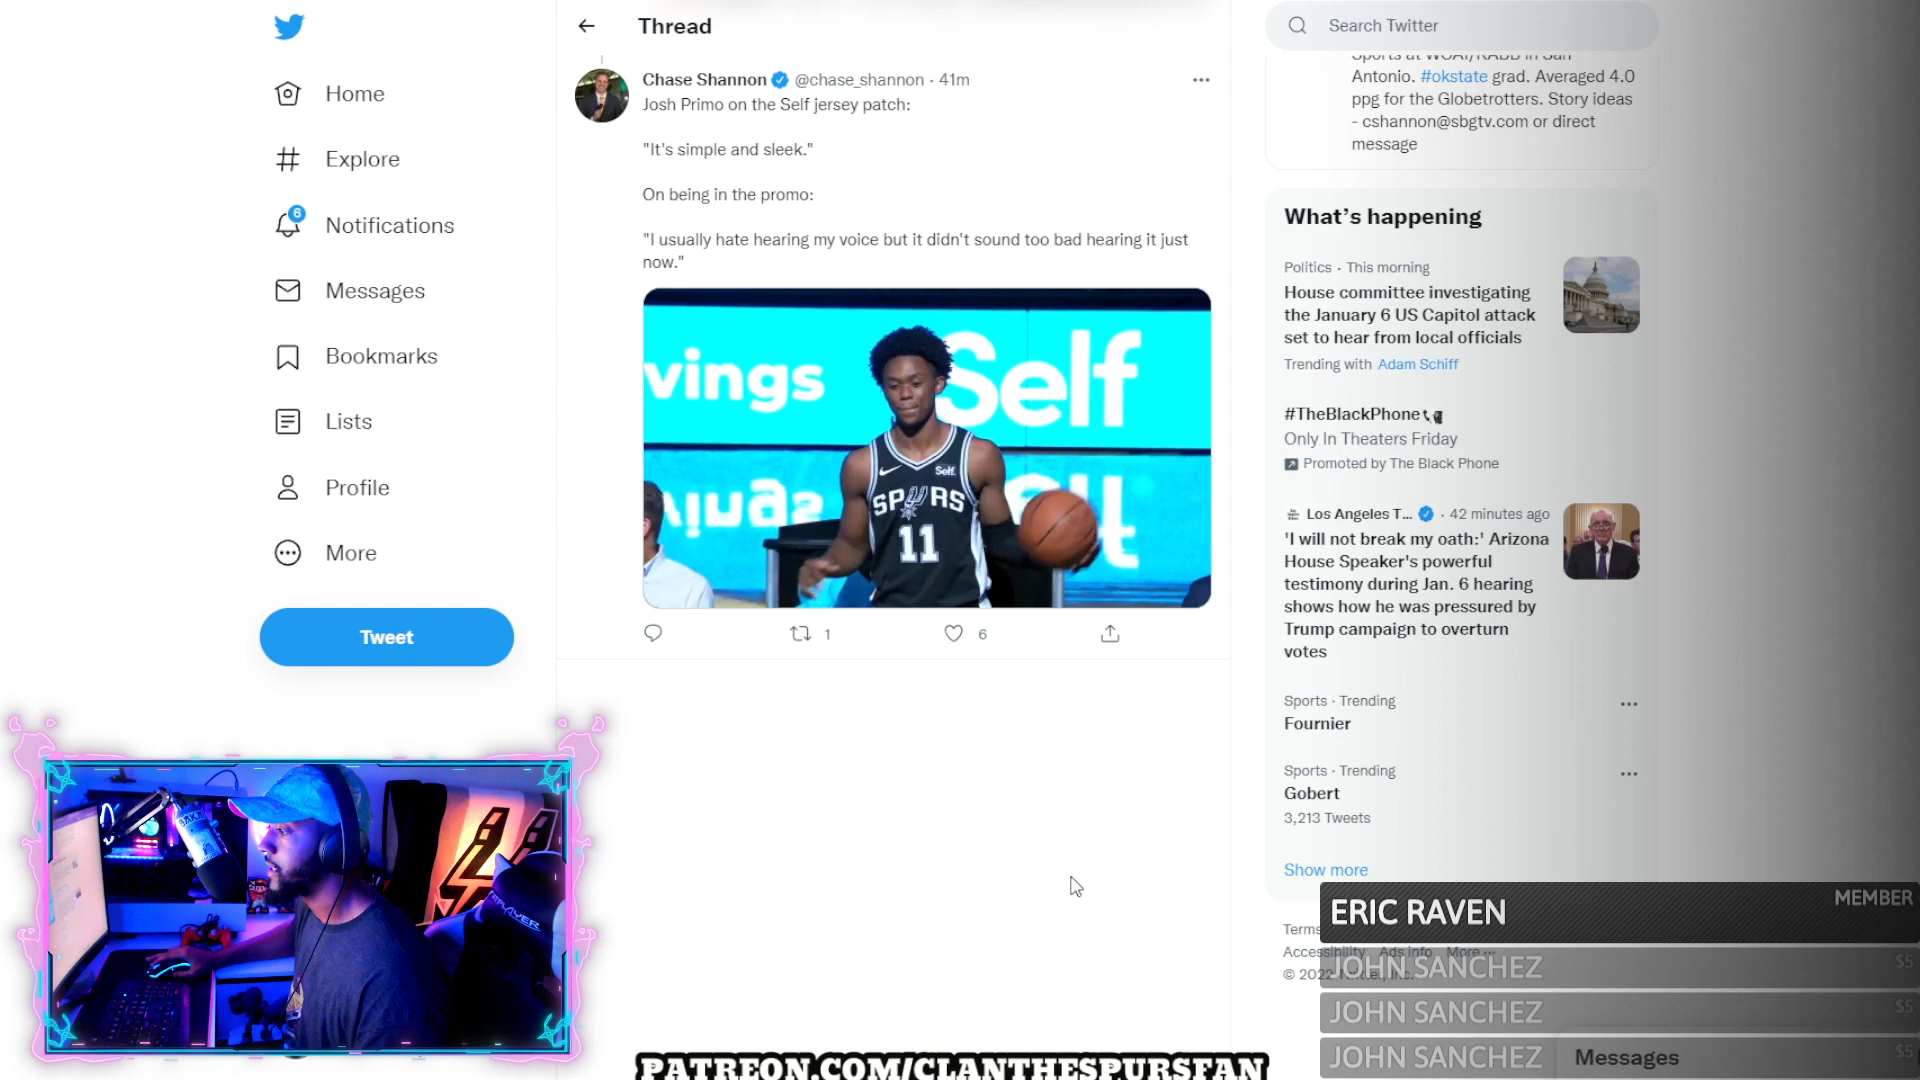 Home
Explore
6
Notifications
Messages
Bookmarks
Lists
Profile
More
Tweet
Thread
Chase Shannon @chase_shannon · 41m
Josh Primo on the Self jersey patch:
"It's simple and sleek."
On being in the promo:
"I usually hate hearing my voice but it didn't sound too bad hearing it just
now."
vings Self
Self.
SPURS
11
1
6
Search Twitter
Antonio. #okstate grad. Averaged 4.0
ppg for the Globetrotters. Story ideas
- cshannon@sbgtv.com or direct
message
What's happening
Politics · This morning
House committee investigating
the January 6 US Capitol attack
set to hear from local officials
Trending with Adam Schiff
#TheBlackPhone
Only In Theaters Friday
Promoted by The Black Phone
Los Angeles T... · 42 minutes ago
'I will not break my oath:' Arizona
House Speaker's powerful
testimony during Jan. 6 hearing
shows how he was pressured by
Trump campaign to overturn
votes
Sports · Trending
Fournier
Sports · Trending
Gobert
3,213 Tweets
Show more
Terms
Accessibility Ads info More ...
© 2022
ERIC RAVEN MEMBER
JOHN SANCHEZ $5
JOHN SANCHEZ $5
JOHN SANCHEZ $5
Messages
PATREON.COM/CLANTHESPURSFAN